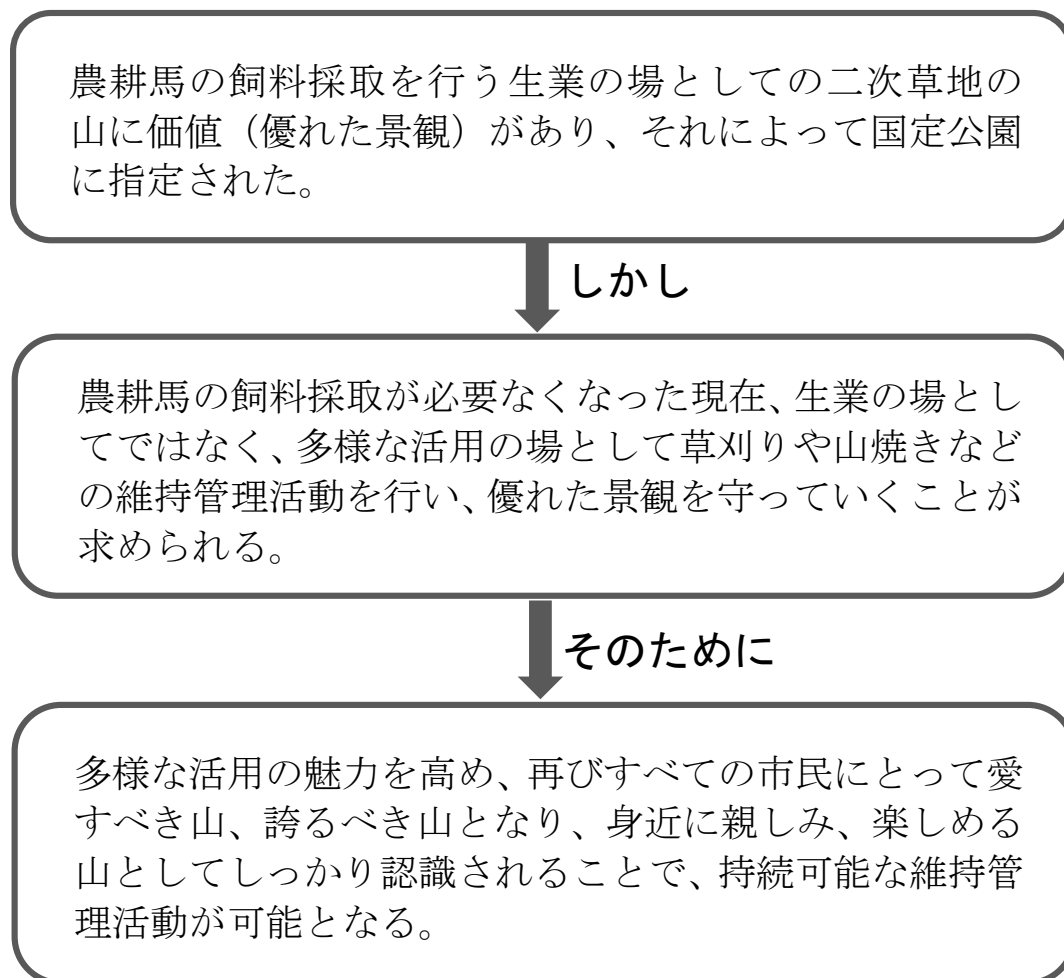 農耕馬の飼料採取を行う生業の場としての二次草地の
山に価値（優れた景観）があり、それによって国定公園
に指定された。
しかし
農耕馬の飼料採取が必要なくなった現在、生業の場とし
てではなく、多様な活用の場として草刈りや山焼きなど
の維持管理活動を行い、優れた景観を守っていくことが
求められる。
そのために
多様な活用の魅力を高め、再びすべての市民にとって愛
すべき山、誇るべき山となり、身近に親しみ、楽しめる
山としてしっかり認識されることで、持続可能な維持管
理活動が可能となる。